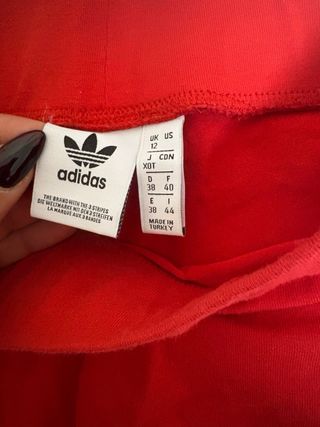 adidas
THE BRAND WITH THE 3 STRIPES
DIE WELTMARKE MIT DEN 3 STREIFEN
LA MARQUE AUX 3 BANDES
UK US
12
J CDN
XOT
D F
38 40
E I
38 44
MADE IN
TURKEY